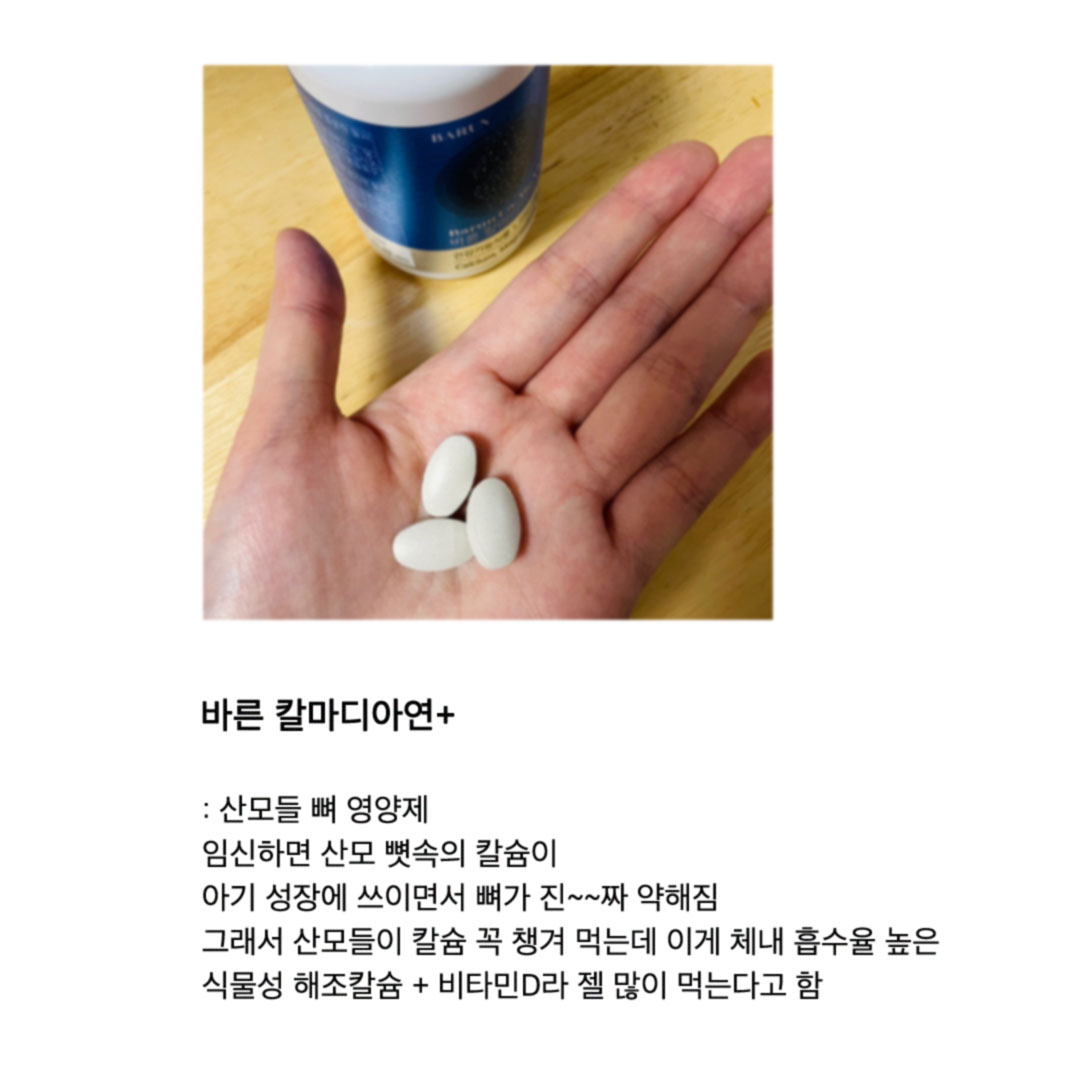 바른 칼마디아연+
: 산모들 뼈 영양제
임신하면 산모 뼛속의 칼슘이
아기 성장에 쓰이면서 뼈가 진~~짜 약해짐
그래서 산모들이 칼슘 꼭 챙겨 먹는데 이게 체내 흡수율 높은
식물성 해조칼슘 + 비타민D라 젤 많이 먹는다고 함